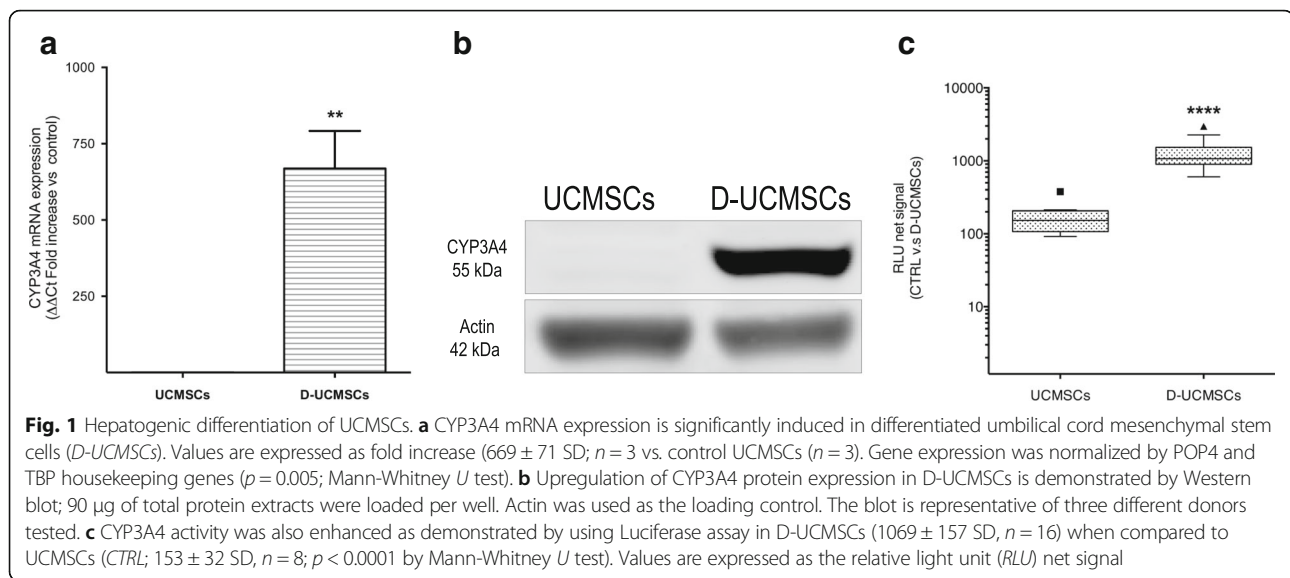 a
CYP3A4 mRNA expression
(ΔΔCt Fold increase vs control)
1000
750
500
250
**
UCMSCs
D-UCMSCs
b
UCMSCs
D-UCMSCs
CYP3A4
55 kDa
Actin
42 kDa
c
RLU net signal
(CTRL v.s D-UCMSCs)
10000
1000
100
10
****
UCMSCs
D-UCMSCs
Fig. 1 Hepatogenic differentiation of UCMSCs. a CYP3A4 mRNA expression is significantly induced in differentiated umbilical cord mesenchymal stem
cells (D-UCMSCs). Values are expressed as fold increase (669 ± 71 SD; n = 3 vs. control UCMSCs (n = 3). Gene expression was normalized by POP4 and
TBP housekeeping genes (p = 0.005; Mann-Whitney U test). b Upregulation of CYP3A4 protein expression in D-UCMSCs is demonstrated by Western
blot; 90 μg of total protein extracts were loaded per well. Actin was used as the loading control. The blot is representative of three different donors
tested. c CYP3A4 activity was also enhanced as demonstrated by using Luciferase assay in D-UCMSCs (1069 ± 157 SD, n = 16) when compared to
UCMSCs (CTRL; 153 ± 32 SD, n = 8; p < 0.0001 by Mann-Whitney U test). Values are expressed as the relative light unit (RLU) net signal